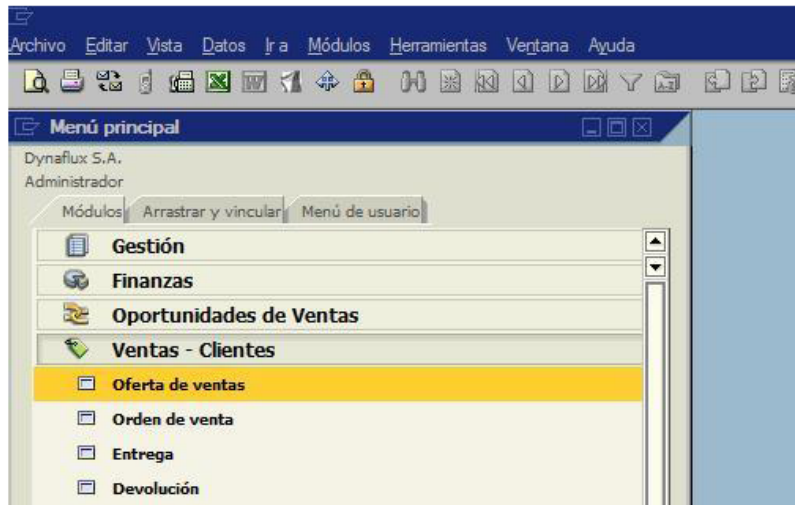 Archivo Editar Vista Datos Ir a Módulos Herramientas Ventana Ayuda
Menú principal
Dynaflux S.A.
Administrador
Módulos Arrastrar y vincular Menú de usuario
Gestión
Finanzas
Oportunidades de Ventas
Ventas - Clientes
Oferta de ventas
Orden de venta
Entrega
Devolución